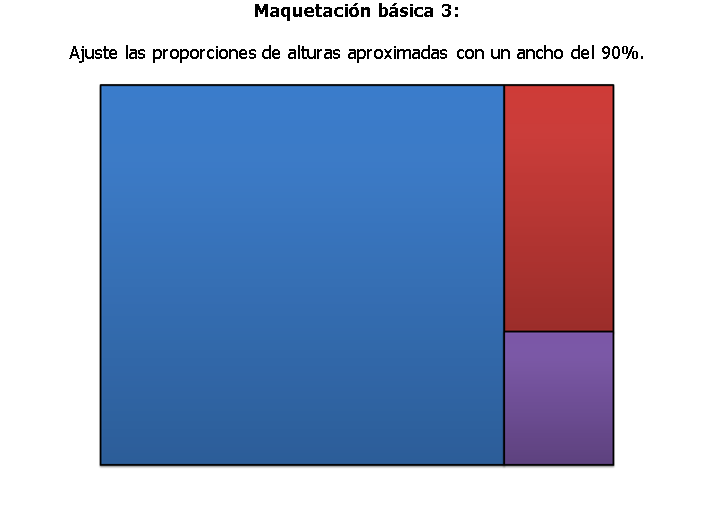 Maquetación básica 3:
Ajuste las proporciones de alturas aproximadas con un ancho del 90%.